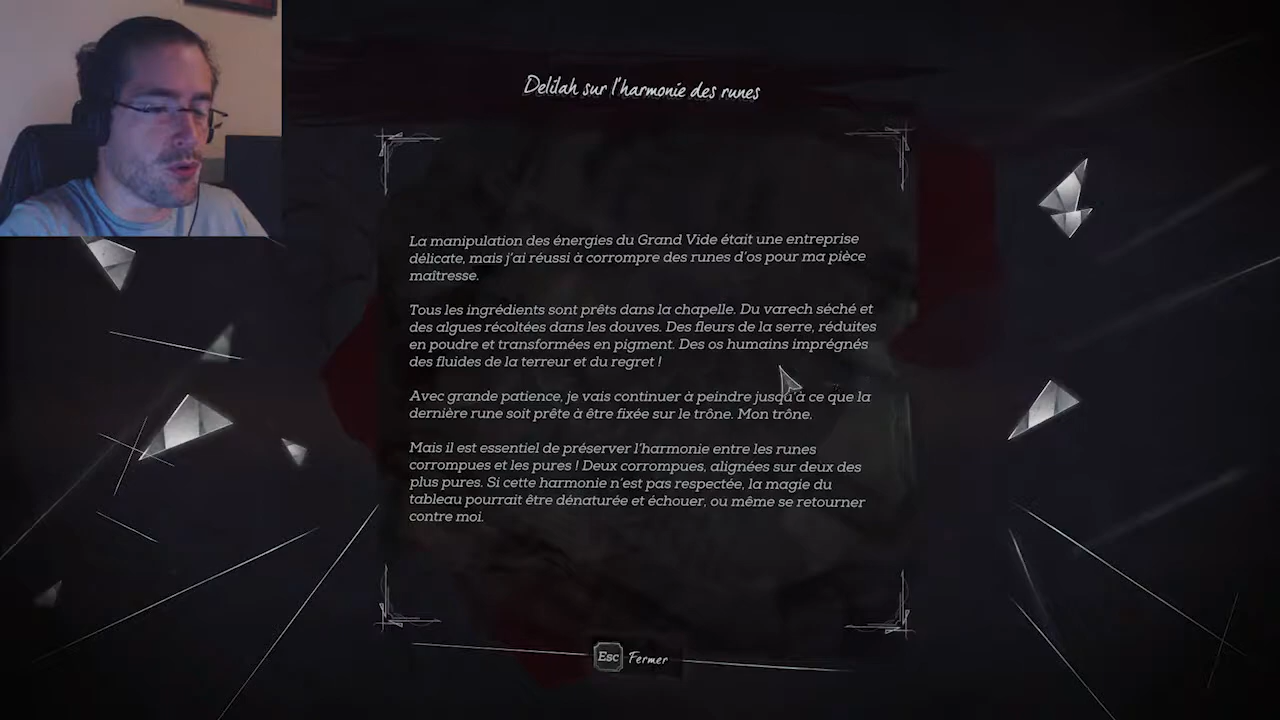 Delilah sur l'harmonie des runes
La manipulation des énergies du Grand Vide était une entreprise
délicate, mais j'ai réussi à corrompre des runes d'os pour ma pièce
maîtresse.
Tous les ingrédients sont prêts dans la chapelle. Du varech séché et
des algues récoltées dans les douves. Des fleurs de la serre, réduites
en poudre et transformées en pigment. Des os humains imprégnés
des fluides de la terreur et du regret !
Avec grande patience, je vais continuer à peindre jusqu'à ce que la
dernière rune soit prête à être fixée sur le trône. Mon trône.
Mais il est essentiel de préserver l'harmonie entre les runes
corrompues et les pures ! Deux corrompues, alignées sur deux des
plus pures. Si cette harmonie n'est pas respectée, la magie du
tableau pourrait être dénaturée et échouer, ou même se retourner
contre moi.
Esc Fermer